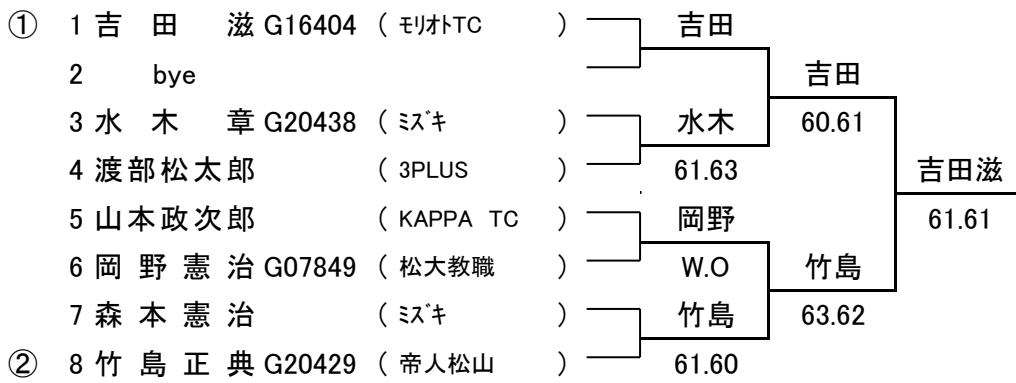 ① 1 吉 田 滋 G16404 ( ﾓﾘｵﾄTC ) 吉田
2 bye 吉田
3 水 木 章 G20438 ( ﾐｽﾞｷ ) 水木 60.61
4 渡部松太郎 ( 3PLUS ) 61.63 吉田滋
5 山本政次郎 ( KAPPA TC ) 岡野 61.61
6 岡 野 憲 治 G07849 ( 松大教職 ) W.O 竹島
7 森 本 憲 治 ( ﾐｽﾞｷ ) 竹島 63.62
② 8 竹 島 正 典 G20429 ( 帝人松山 ) 61.60